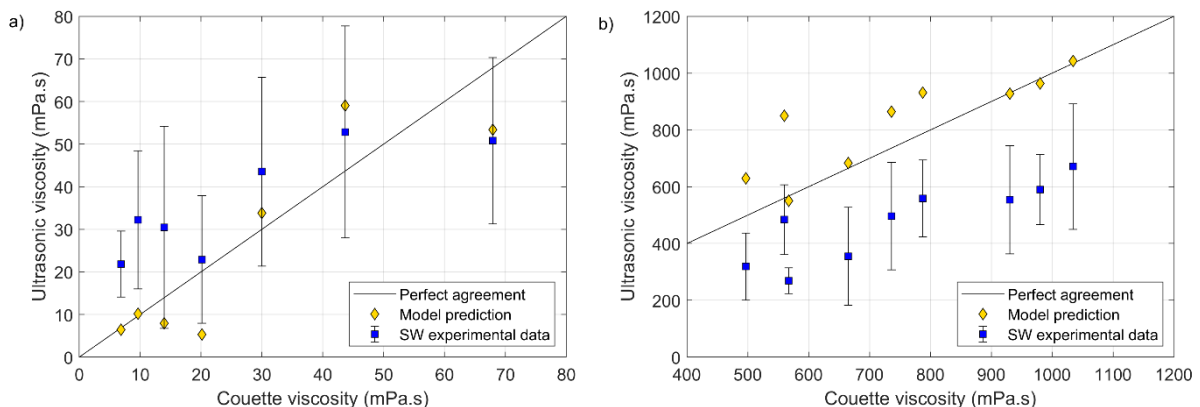 a)
80
70
60
50
40
30
20
10
0
Ultrasonic viscosity (mPa.s)
Perfect agreement
Model prediction
SW experimental data
0 10 20 30 40 50 60 70 80
Couette viscosity (mPa.s)
b)
1200
1000
800
600
400
200
0
Ultrasonic viscosity (mPa.s)
Perfect agreement
Model prediction
SW experimental data
400 500 600 700 800 900 1000 1100 1200
Couette viscosity (mPa.s)